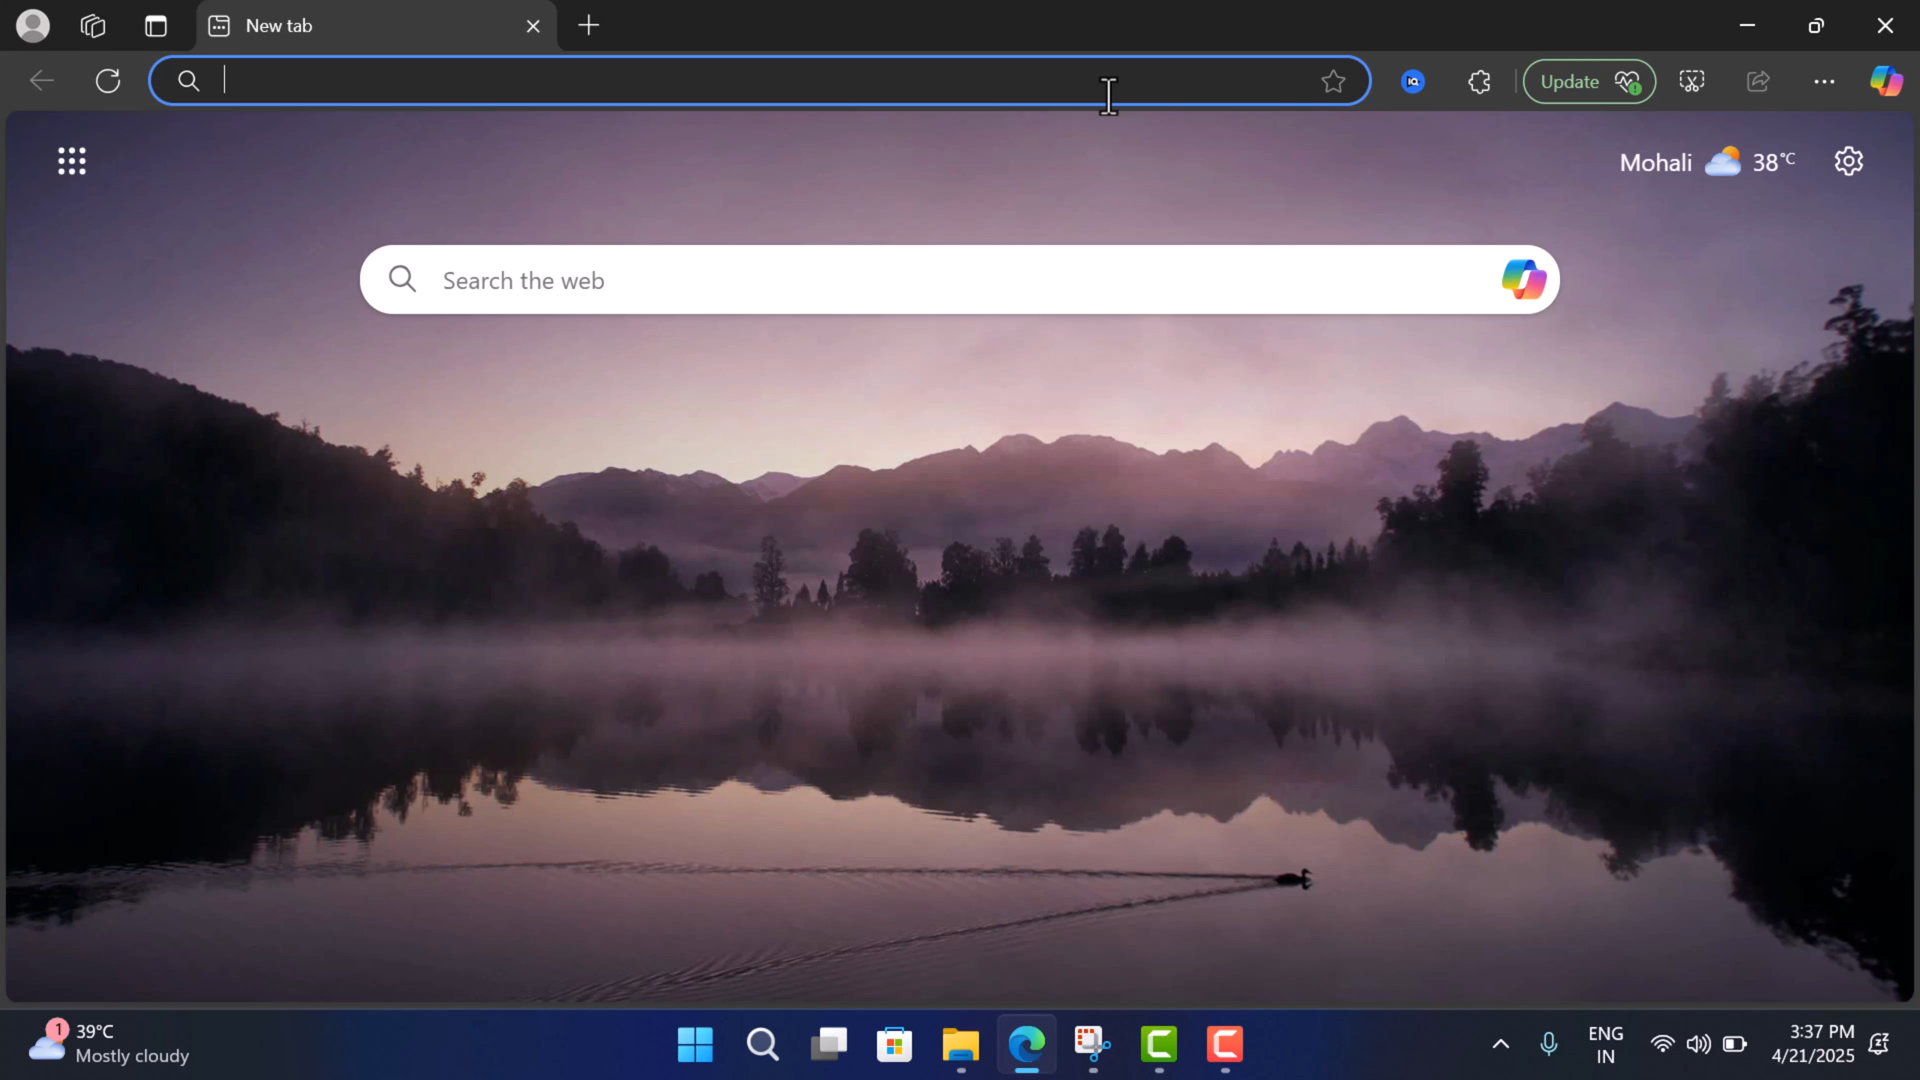 New tab
Update
Mohali 38°C
Search the web
1
39°C
Mostly cloudy
ENG
IN
3:37 PM
4/21/2025